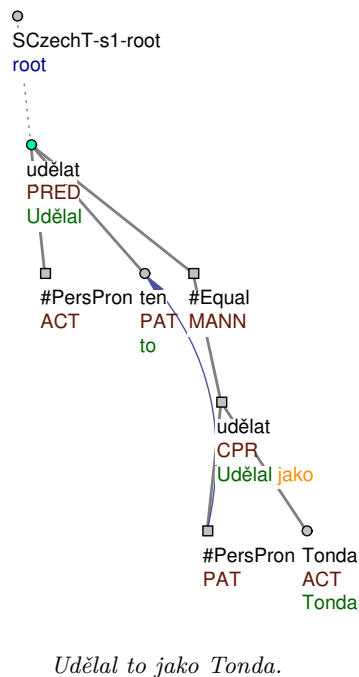 SCzechT-s1-root
root
udělat
PRED
Udělal
#PersPron ten #Equal
ACT PAT MANN
to
udělat
CPR
Udělal jako
#PersPron Tonda
PAT ACT
Tonda
Udělal to jako Tonda.